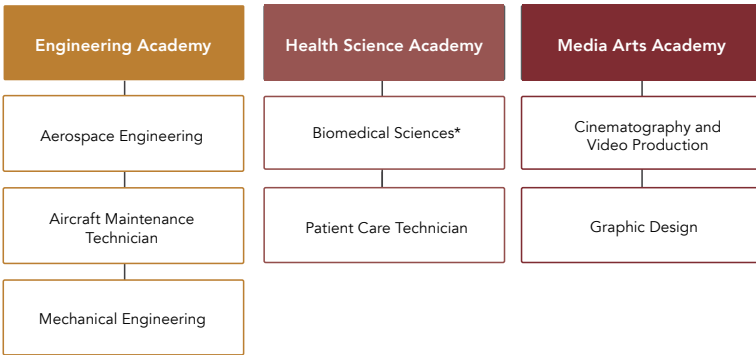 Engineering Academy
Aerospace Engineering
Aircraft Maintenance
Technician
Mechanical Engineering
Health Science Academy
Biomedical Sciences*
Patient Care Technician
Media Arts Academy
Cinematography and
Video Production
Graphic Design